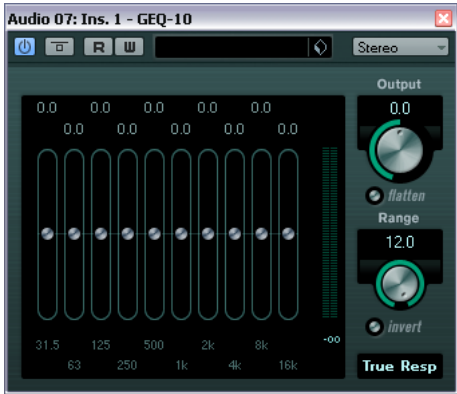 Audio 07: Ins. 1 - GEQ-10
R W Stereo
Output
0.0 0.0 0.0 0.0 0.0 0.0
0.0 0.0 0.0 0.0 0.0
flatten
Range
12.0
31.5 125 500 2k 8k -oo
invert
63 250 1k 4k 16k
True Resp